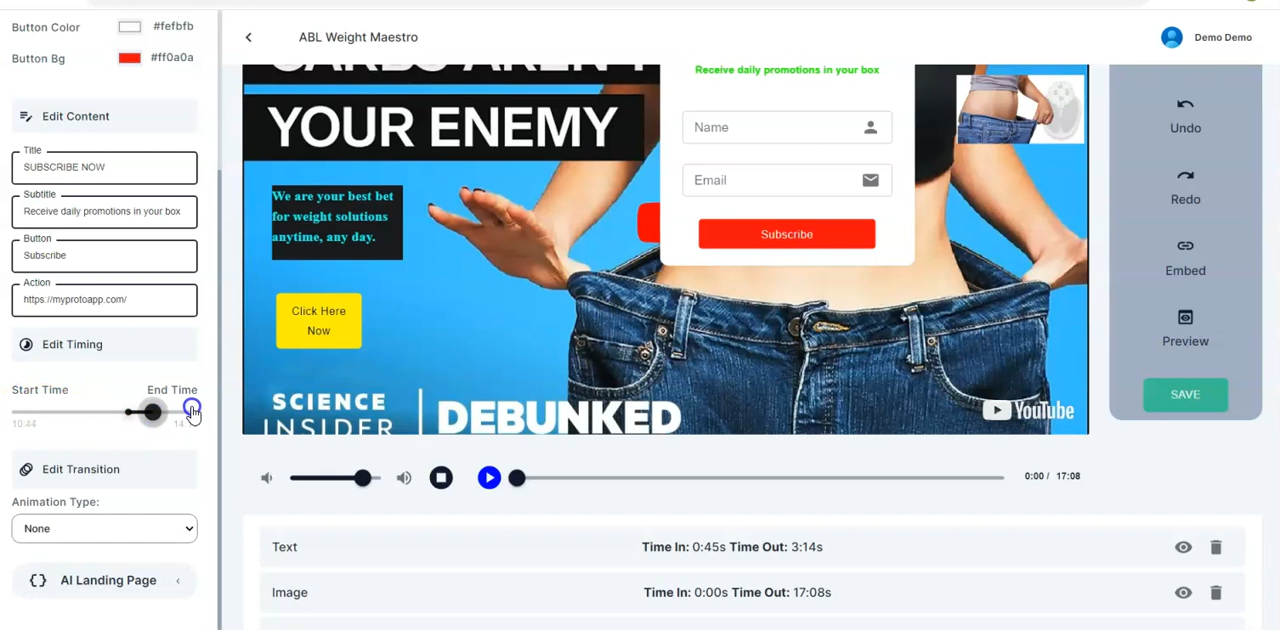 Button Color
#fefbfb
Button Bg
#ff0a0a
Edit Content
Title
SUBSCRIBE NOW
Subtitle
Receive daily promotions in your box
Button
Subscribe
Action
https://myprotoapp.com/
Edit Timing
Start Time
End Time
10:44
14
Edit Transition
Animation Type:
None
AI Landing Page
ABL Weight Maestro
Demo Demo
CARBS AREN'T
YOUR ENEMY
We are your best bet
for weight solutions
anytime, any day.
Click Here
Now
SCIENCE
INSIDER
DEBUNKED
Receive daily promotions in your box
Name
Email
Subscribe
YouTube
Undo
Redo
Embed
Preview
SAVE
0:00 / 17:08
Text
Time In: 0:45s Time Out: 3:14s
Image
Time In: 0:00s Time Out: 17:08s